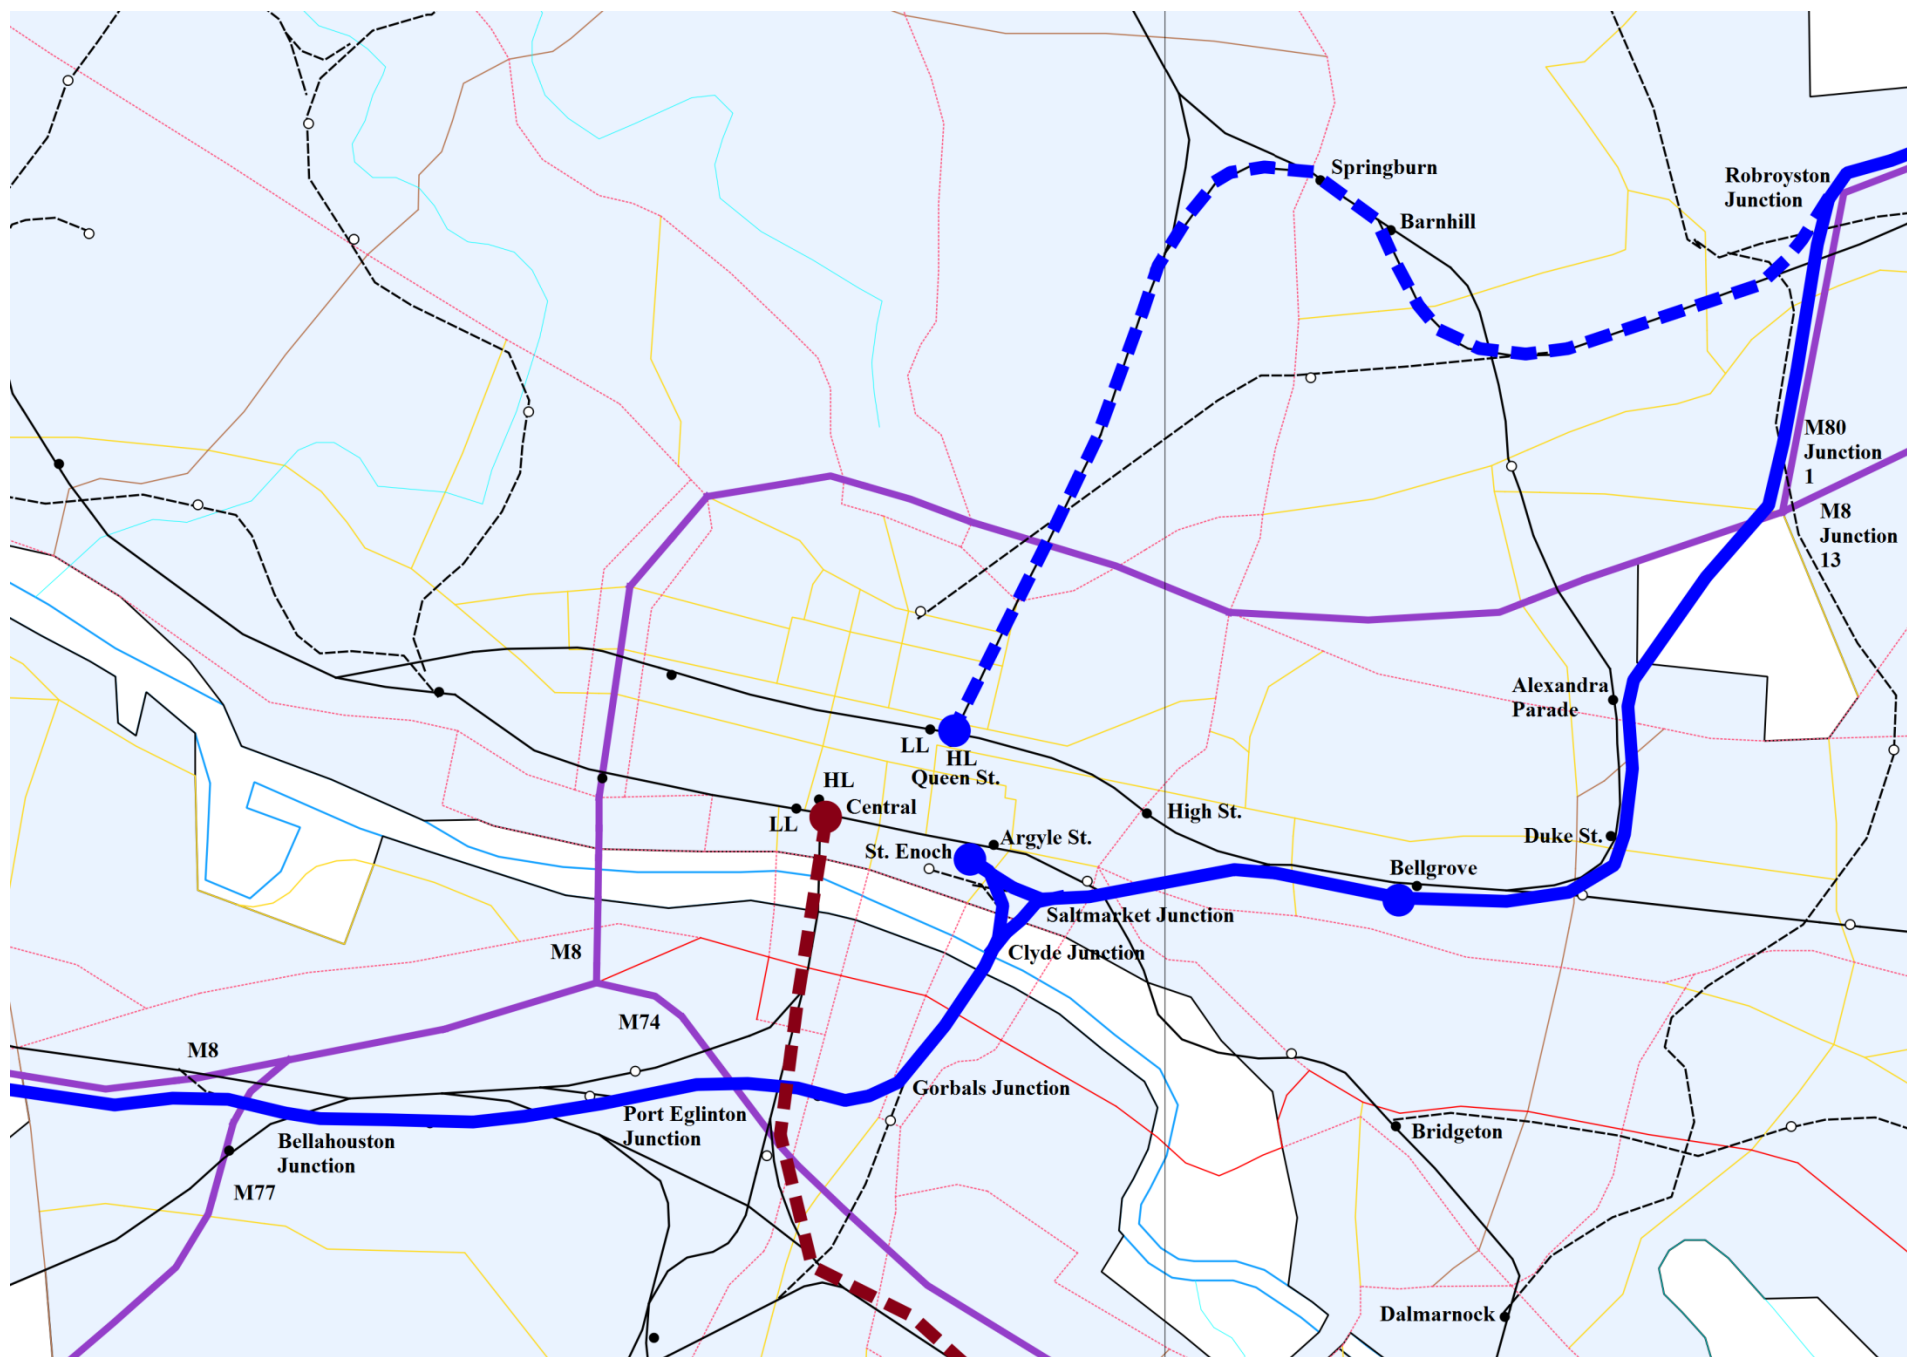 Springburn
Robroyston
Junction
Barnhill
M80
Junction
1
M8
Junction
13
Alexandra
Parade
LL
HL
Queen St.
HL
Central
LL
High St.
Argyle St.
St. Enoch
Duke St.
Bellgrove
Saltmarket Junction
Clyde Junction
M8
M74
M8
Gorbals Junction
Port Eglinton
Junction
Bellahouston
Junction
Bridgeton
M77
Dalmarnock